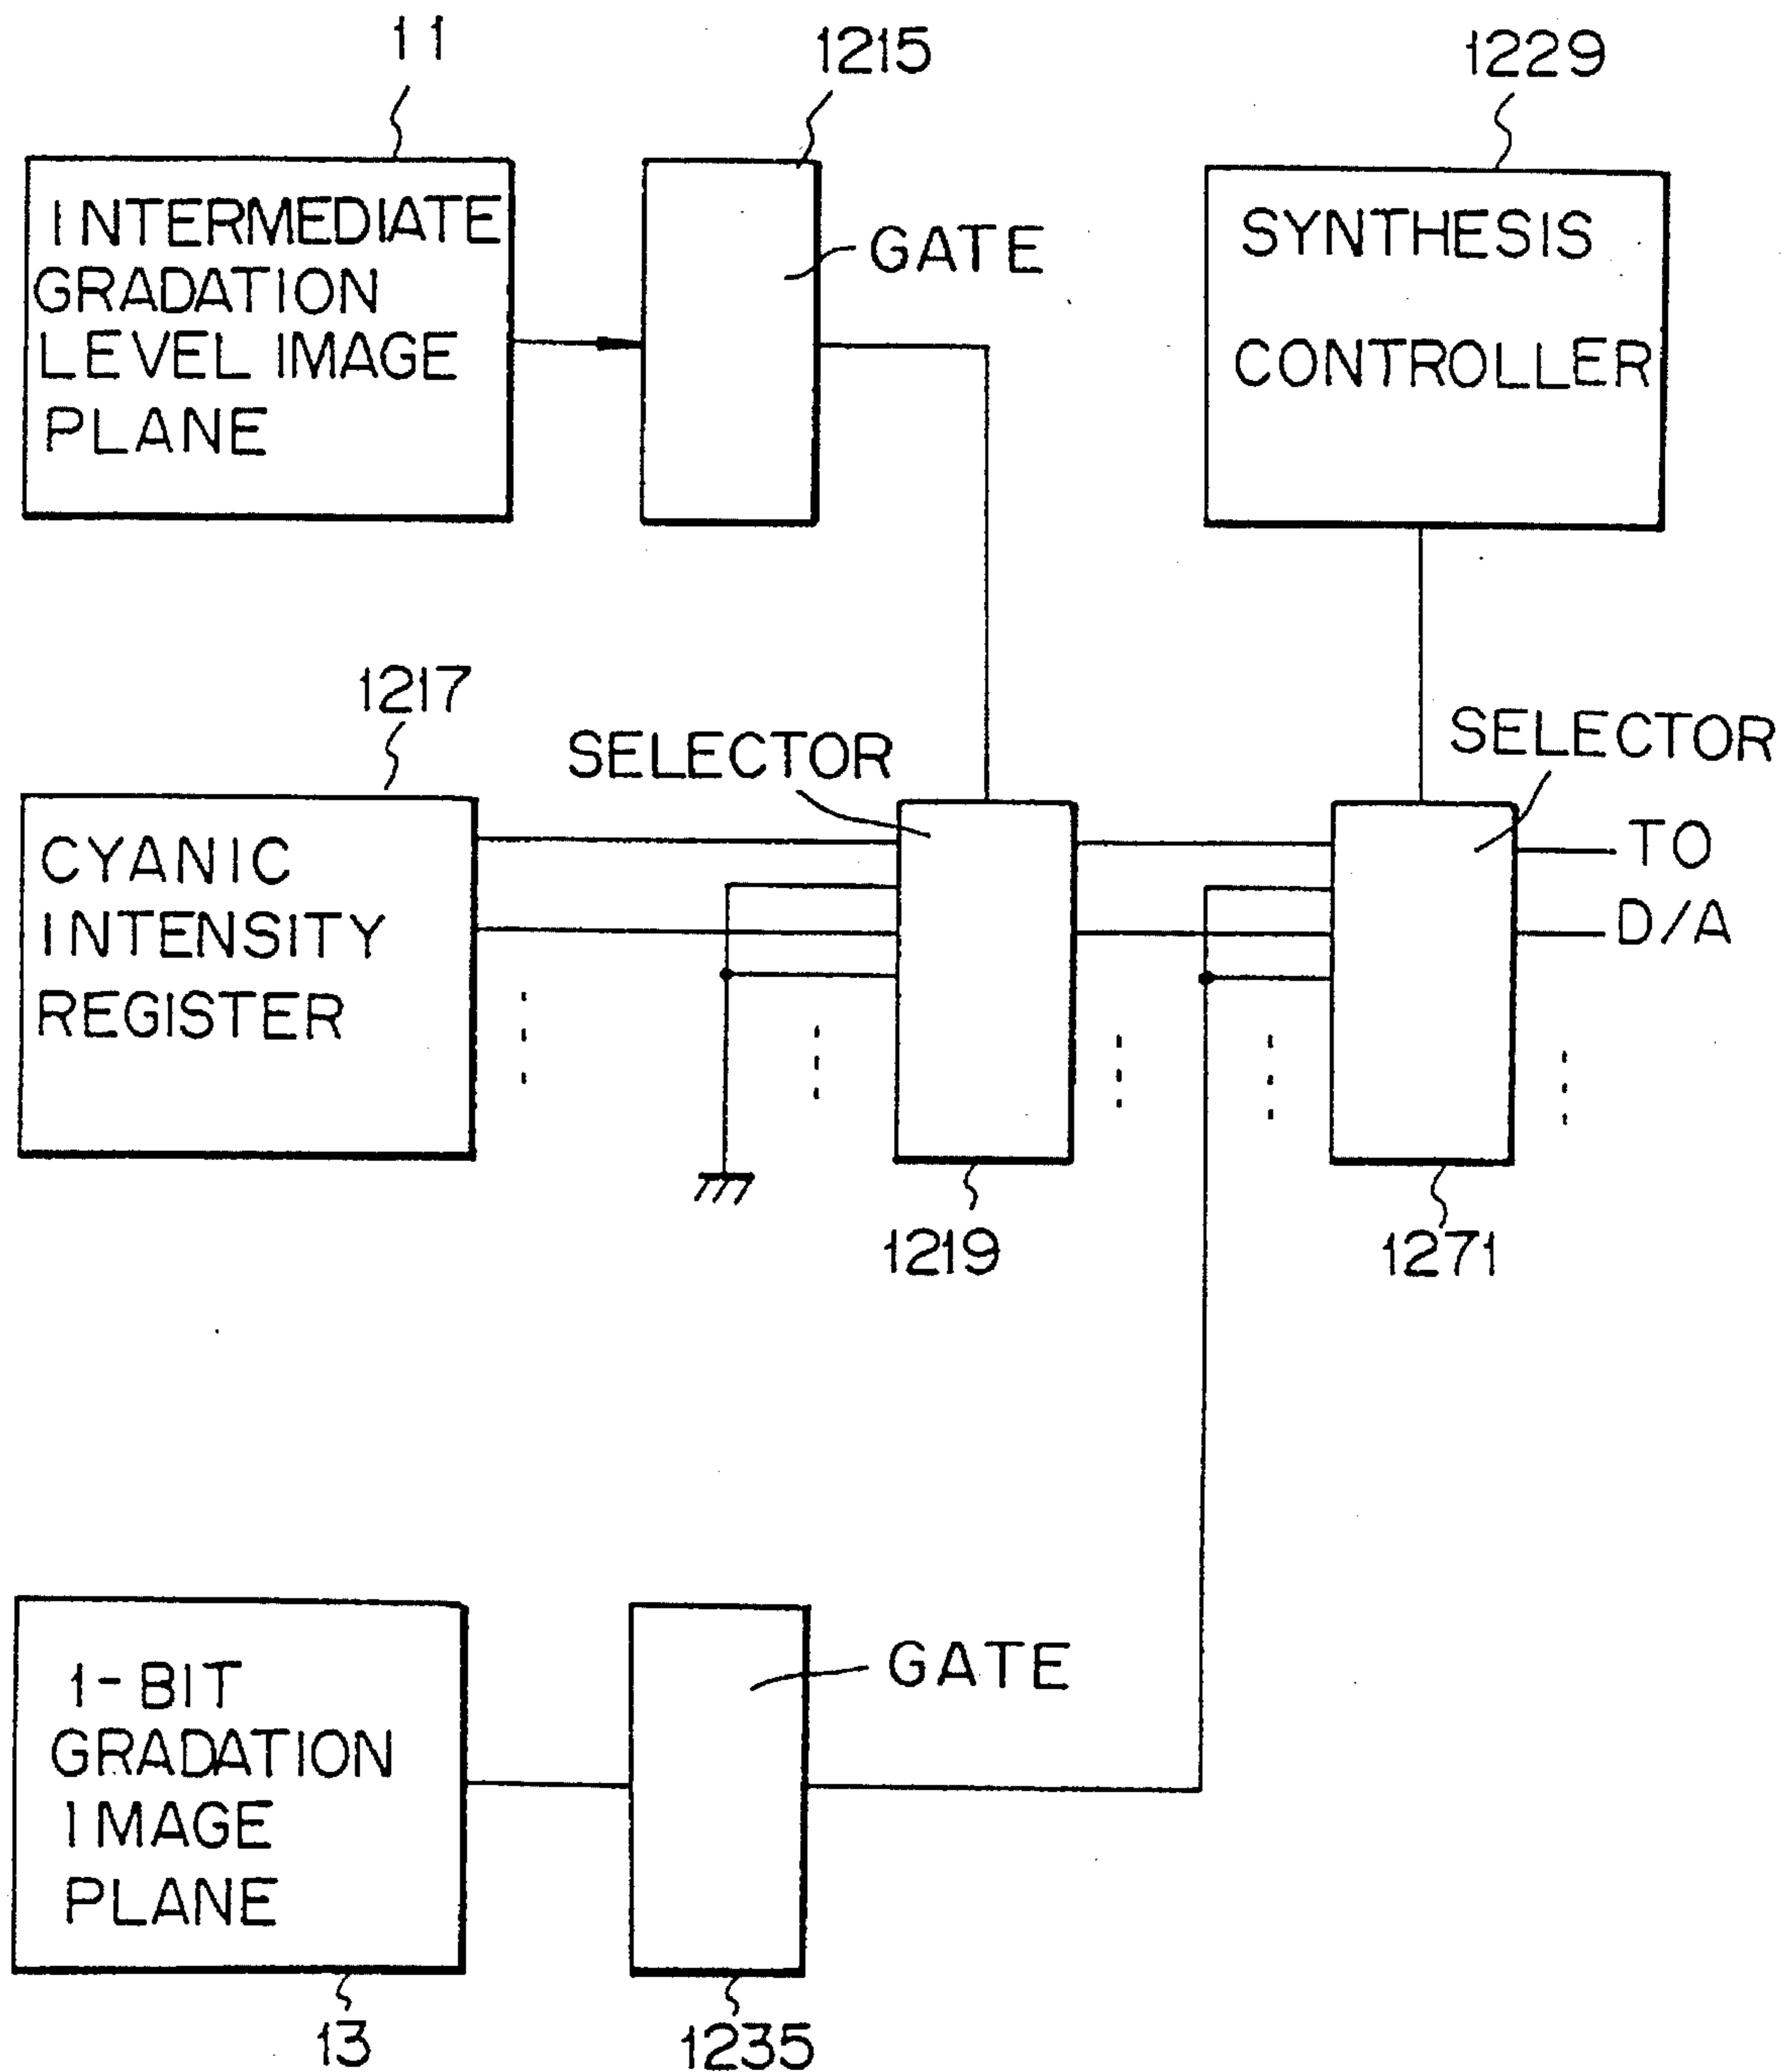 11
1215
1229
INTERMEDIATE
GRADATION
LEVEL IMAGE
PLANE
GATE
SYNTHESIS
CONTROLLER
1217
SELECTOR
SELECTOR
CYANIC
INTENSITY
REGISTER
TO
D/A
1219
1271
1-BIT
GRADATION
IMAGE
PLANE
GATE
13
1235